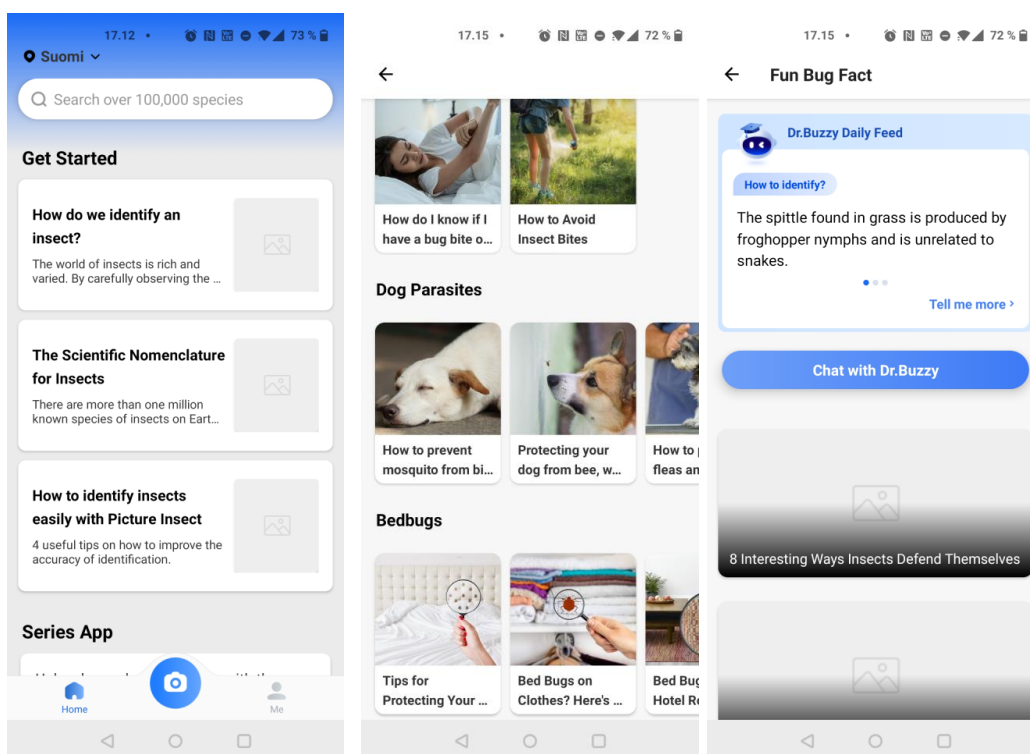 17.12 •
73 %
Suomi
Search over 100,000 species
Get Started
How do we identify an
insect?
The world of insects is rich and
varied. By carefully observing the ...
The Scientific Nomenclature
for Insects
There are more than one million
known species of insects on Eart...
How to identify insects
easily with Picture Insect
4 useful tips on how to improve the
accuracy of identification.
Series App
Home
Me
17.15 •
72 %
How do I know if I
have a bug bite o...
How to Avoid
Insect Bites
Dog Parasites
How to prevent
mosquito from bi...
Protecting your
dog from bee, w...
How to
fleas an
Bedbugs
Tips for
Protecting Your ...
Bed Bugs on
Clothes? Here's ...
Bed Bug
Hotel R
17.15 •
72 %
Fun Bug Fact
Dr.Buzzy Daily Feed
How to identify?
The spittle found in grass is produced by
froghopper nymphs and is unrelated to
snakes.
Tell me more >
Chat with Dr.Buzzy
8 Interesting Ways Insects Defend Themselves